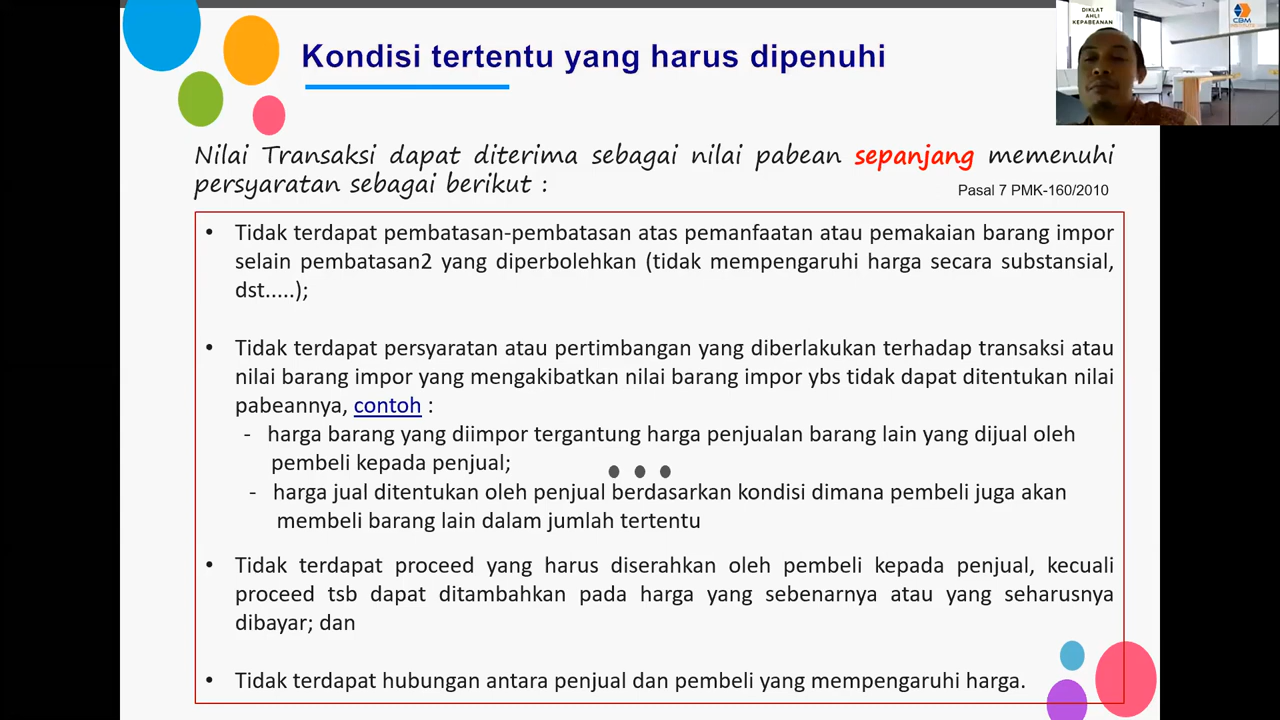 DIKLAT
AHLI
KEPABEANAN
CBM
Kondisi tertentu yang harus dipenuhi
Nilai Transaksi dapat diterima sebagai nilai pabean sepanjang memenuhi
persyaratan sebagai berikut :
Pasal 7 PMK-160/2010
• Tidak terdapat pembatasan-pembatasan atas pemanfaatan atau pemakaian barang impor
selain pembatasan2 yang diperbolehkan (tidak mempengaruhi harga secara substansial,
dst.....);
• Tidak terdapat persyaratan atau pertimbangan yang diberlakukan terhadap transaksi atau
nilai barang impor yang mengakibatkan nilai barang impor ybs tidak dapat ditentukan nilai
pabeannya, contoh :
- harga barang yang diimpor tergantung harga penjualan barang lain yang dijual oleh
pembeli kepada penjual;
- harga jual ditentukan oleh penjual berdasarkan kondisi dimana pembeli juga akan
membeli barang lain dalam jumlah tertentu
• Tidak terdapat proceed yang harus diserahkan oleh pembeli kepada penjual, kecuali
proceed tsb dapat ditambahkan pada harga yang sebenarnya atau yang seharusnya
dibayar; dan
• Tidak terdapat hubungan antara penjual dan pembeli yang mempengaruhi harga.